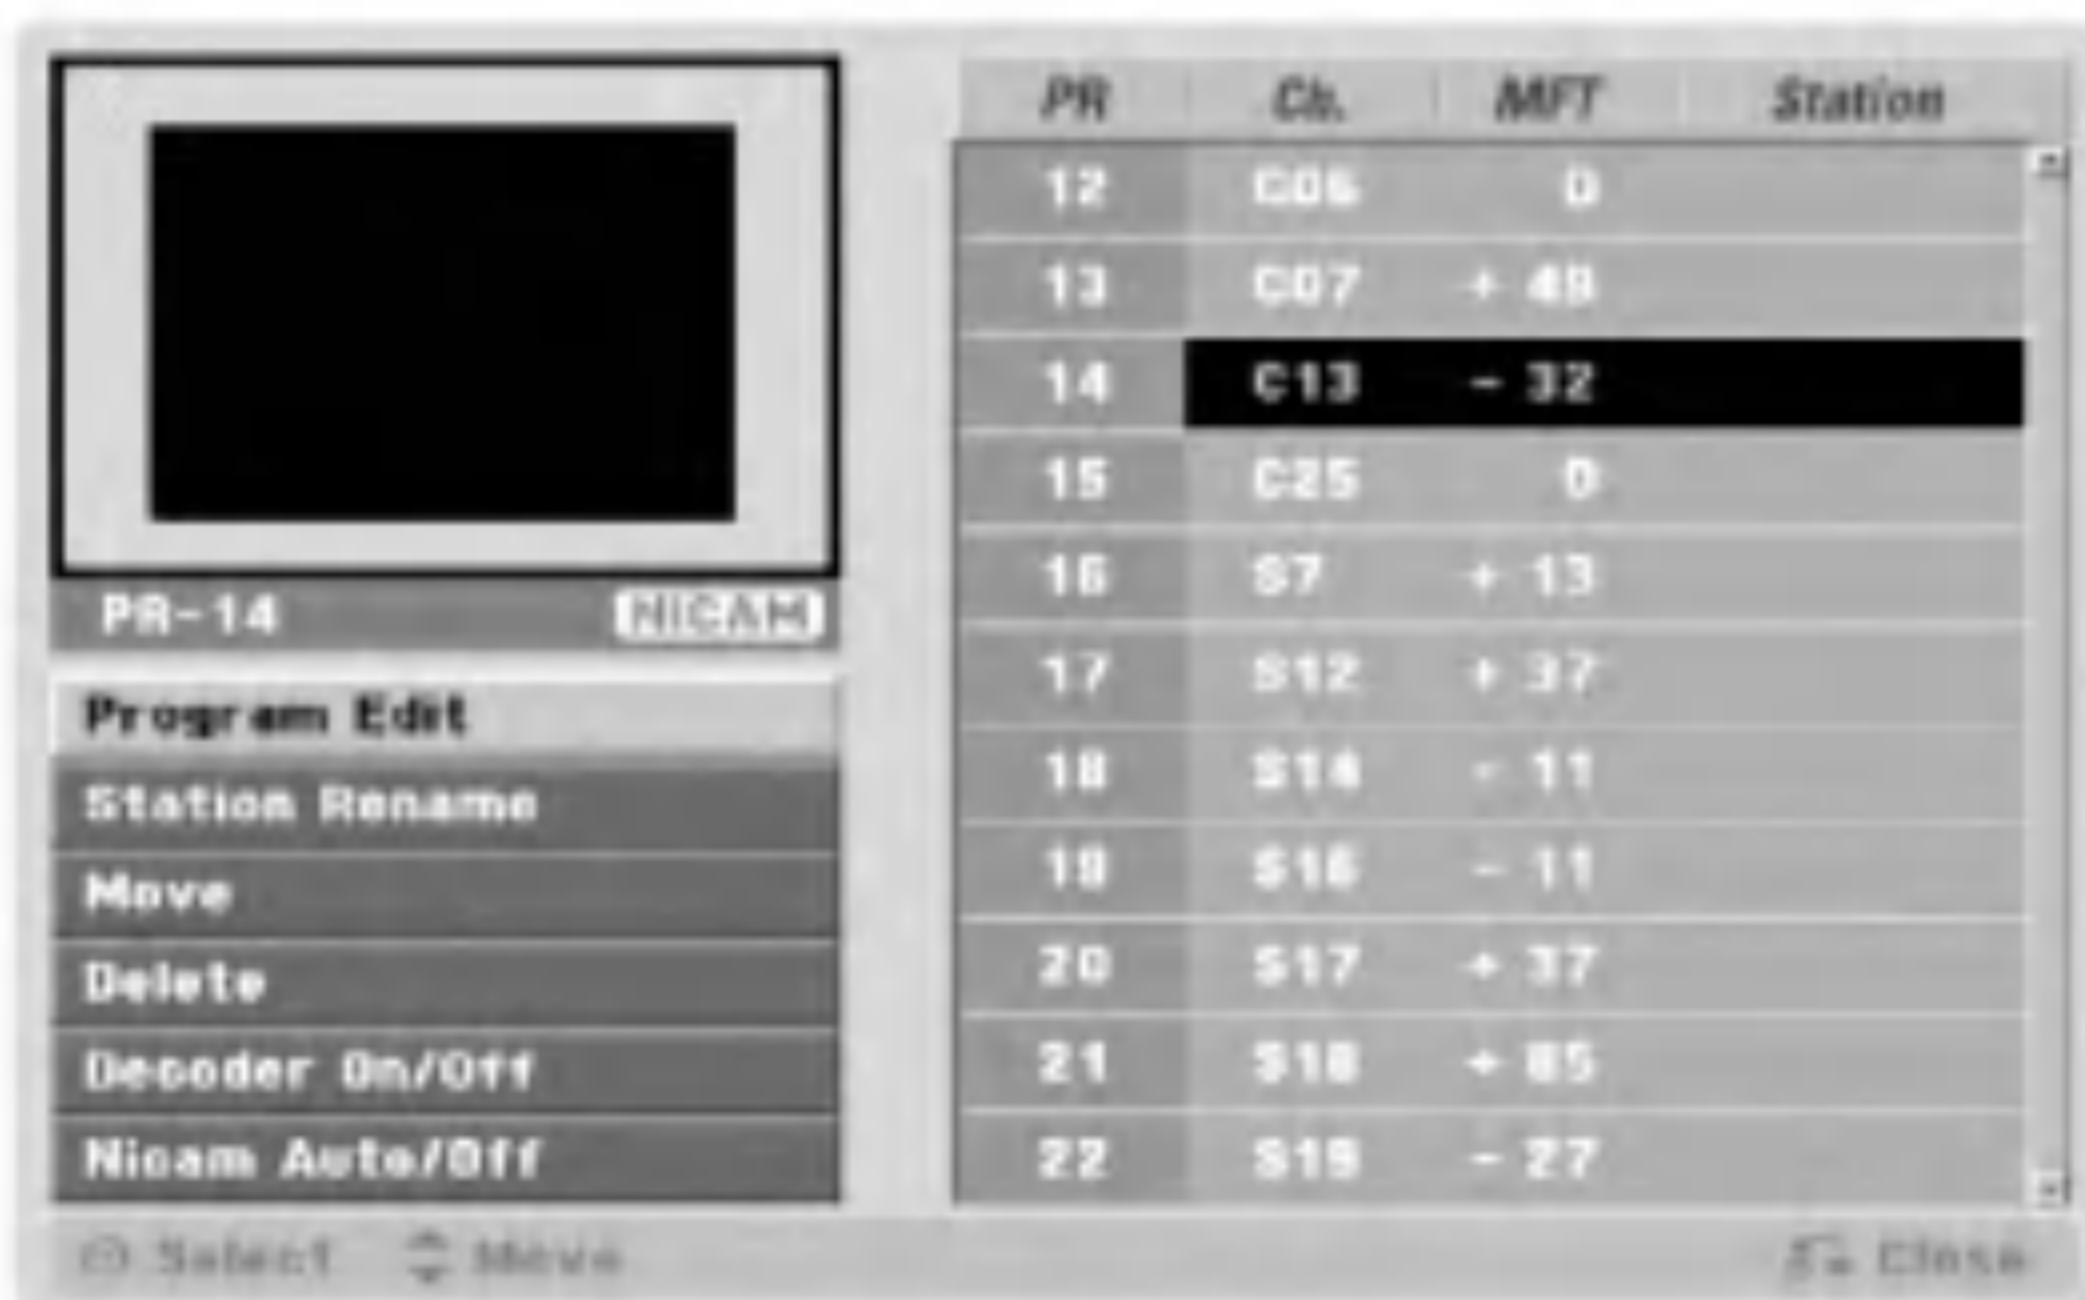 PR-14 NICAM
Program Edit
Station Rename
Move
Delete
Decoder On/Off
Nicam Auto/Off
PR Ch. MFT Station
12 C06 0
13 C07 + 49
14 C13 - 32
15 C25 0
16 S7 + 13
17 S12 + 37
18 S14 - 11
19 S16 - 11
20 S17 + 37
21 S18 + 85
22 S19 - 27
Select Move Close